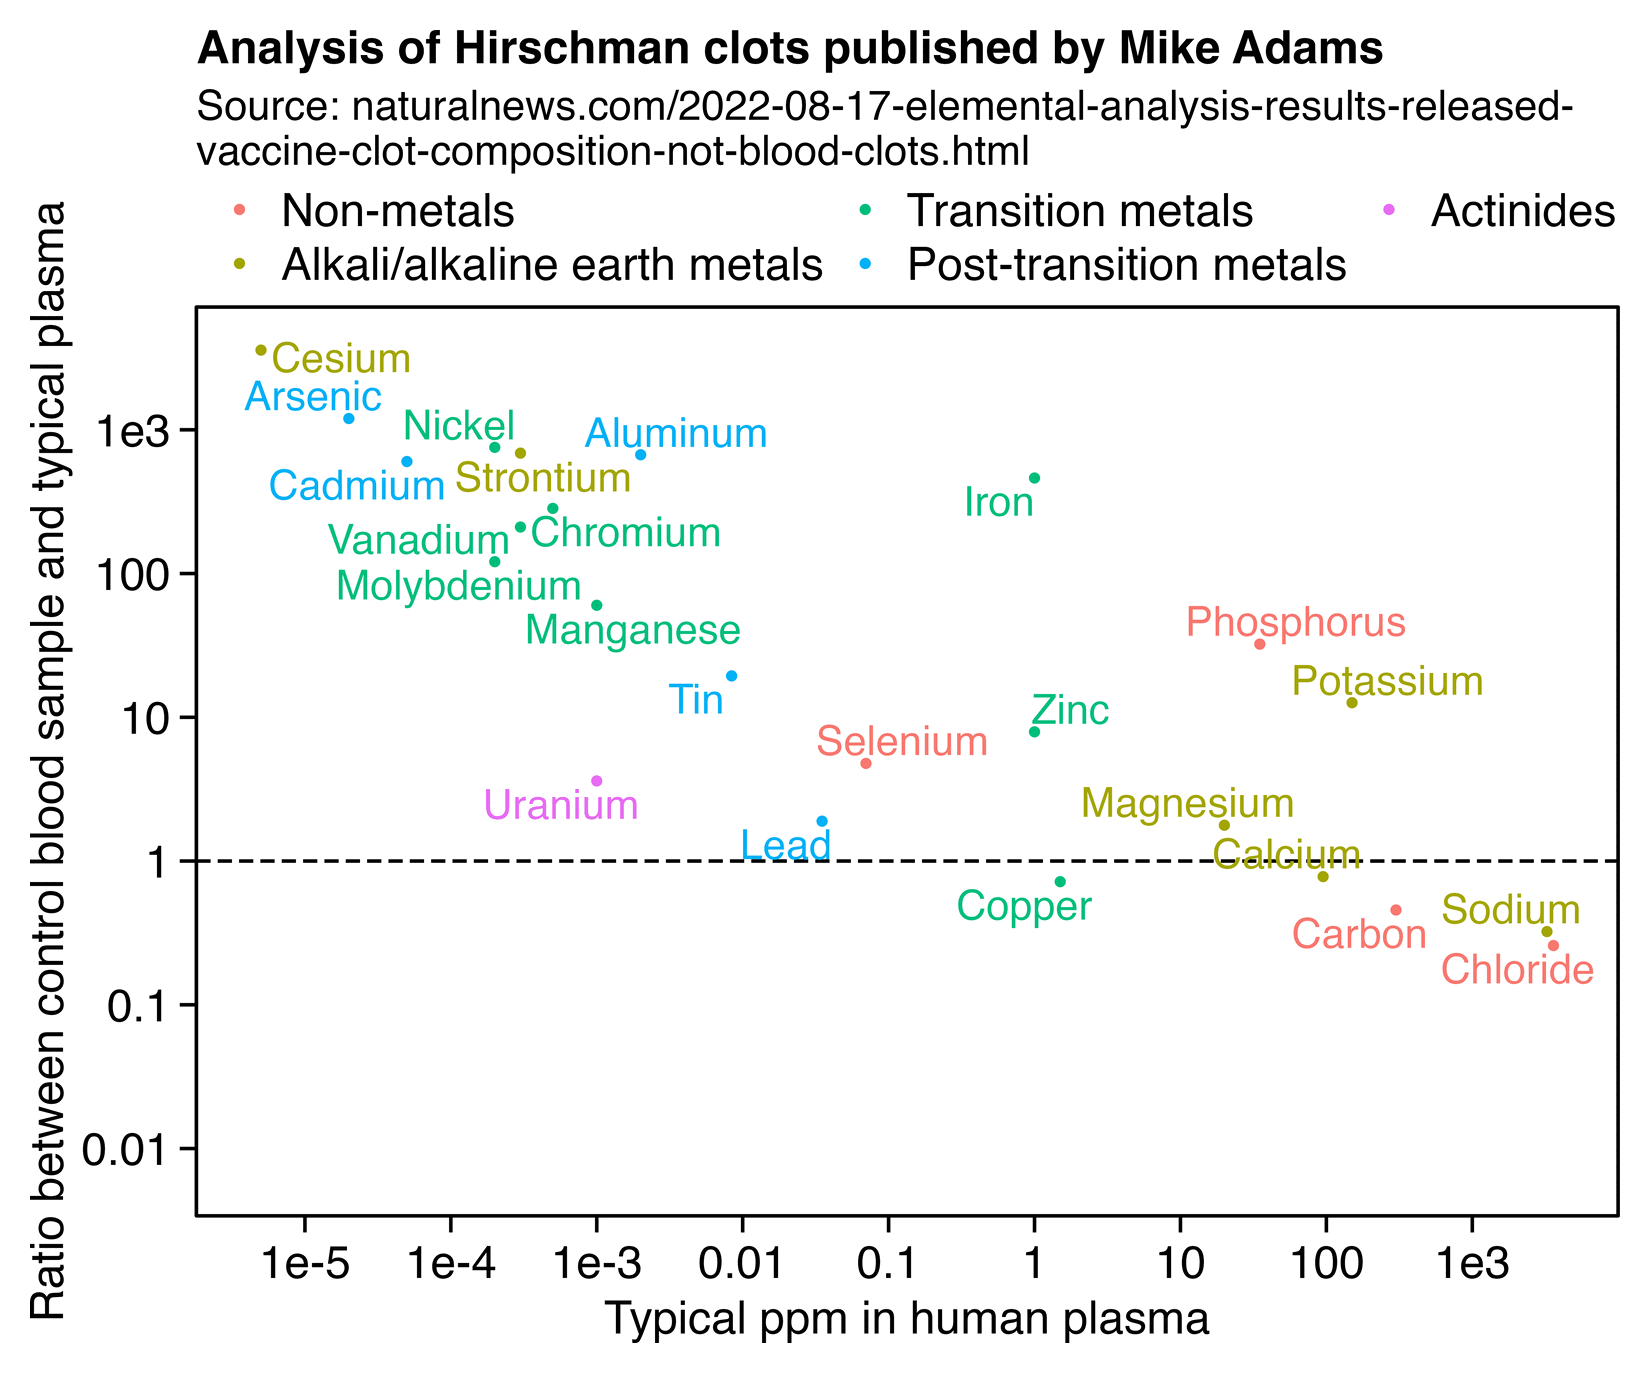 Analysis of Hirschman clots published by Mike Adams
Source: naturalnews.com/2022-08-17-elemental-analysis-results-released-
vaccine-clot-composition-not-blood-clots.html
Non-metals
Transition metals
Actinides
Alkali/alkaline earth metals
Post-transition metals
Ratio between control blood sample and typical plasma
1e3
100
10
1
0.1
0.01
Cesium
Arsenic
Nickel
Aluminum
Cadmium
Strontium
Iron
Vanadium
Chromium
Molybdenium
Manganese
Phosphorus
Potassium
Tin
Zinc
Selenium
Uranium
Magnesium
Lead
Calcium
Copper
Sodium
Carbon
Chloride
1e-5
1e-4
1e-3
0.01
0.1
1
10
100
1e3
Typical ppm in human plasma